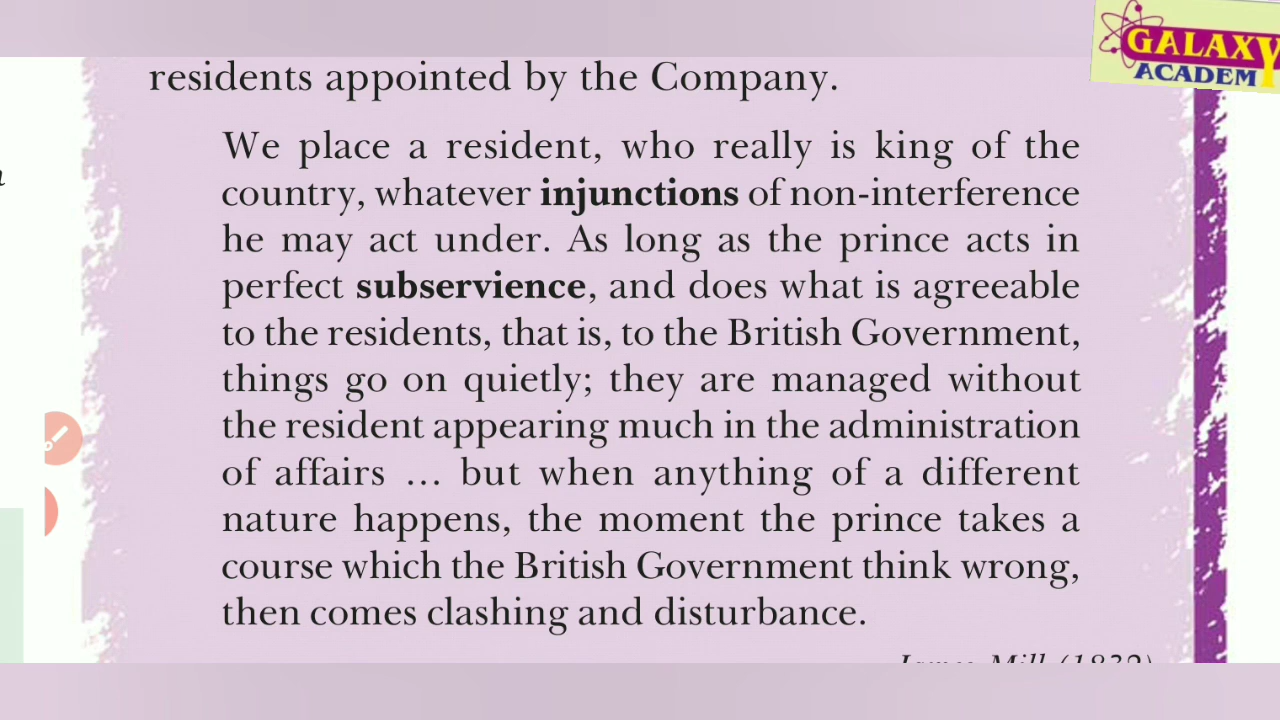 GALAXY
ACADEMY
residents appointed by the Company.
We place a resident, who really is king of the
country, whatever injunctions of non-interference
he may act under. As long as the prince acts in
perfect subservience, and does what is agreeable
to the residents, that is, to the British Government,
things go on quietly; they are managed without
the resident appearing much in the administration
of affairs … but when anything of a different
nature happens, the moment the prince takes a
course which the British Government think wrong,
then comes clashing and disturbance.
James Mill (1832)